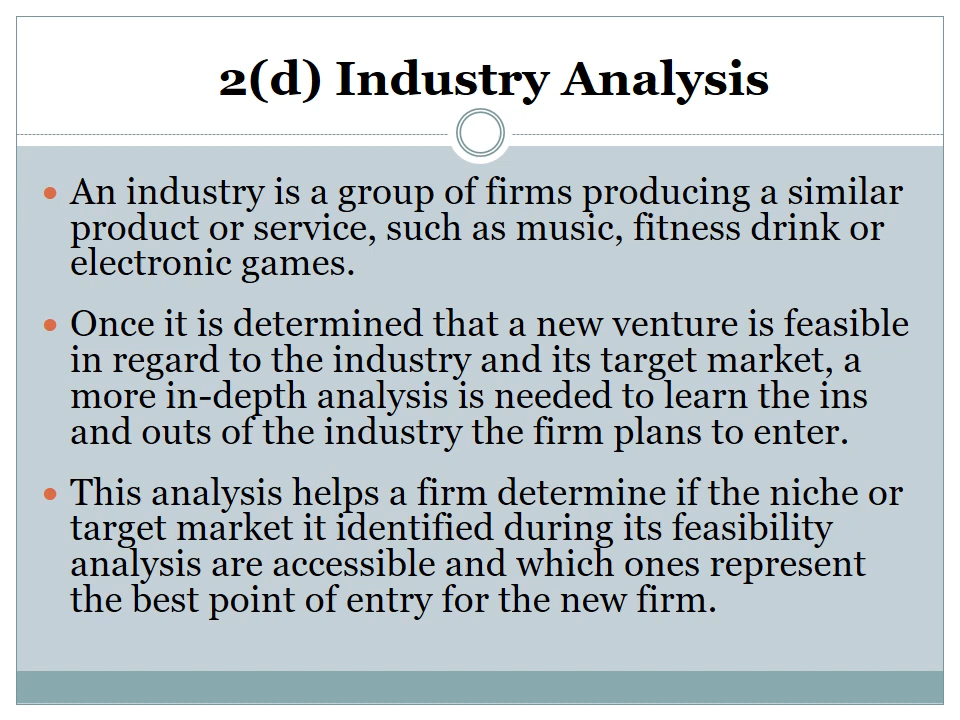 2(d) Industry Analysis
• An industry is a group of firms producing a similar
product or service, such as music, fitness drink or
electronic games.
• Once it is determined that a new venture is feasible
in regard to the industry and its target market, a
more in-depth analysis is needed to learn the ins
and outs of the industry the firm plans to enter.
• This analysis helps a firm determine if the niche or
target market it identified during its feasibility
analysis are accessible and which ones represent
the best point of entry for the new firm.